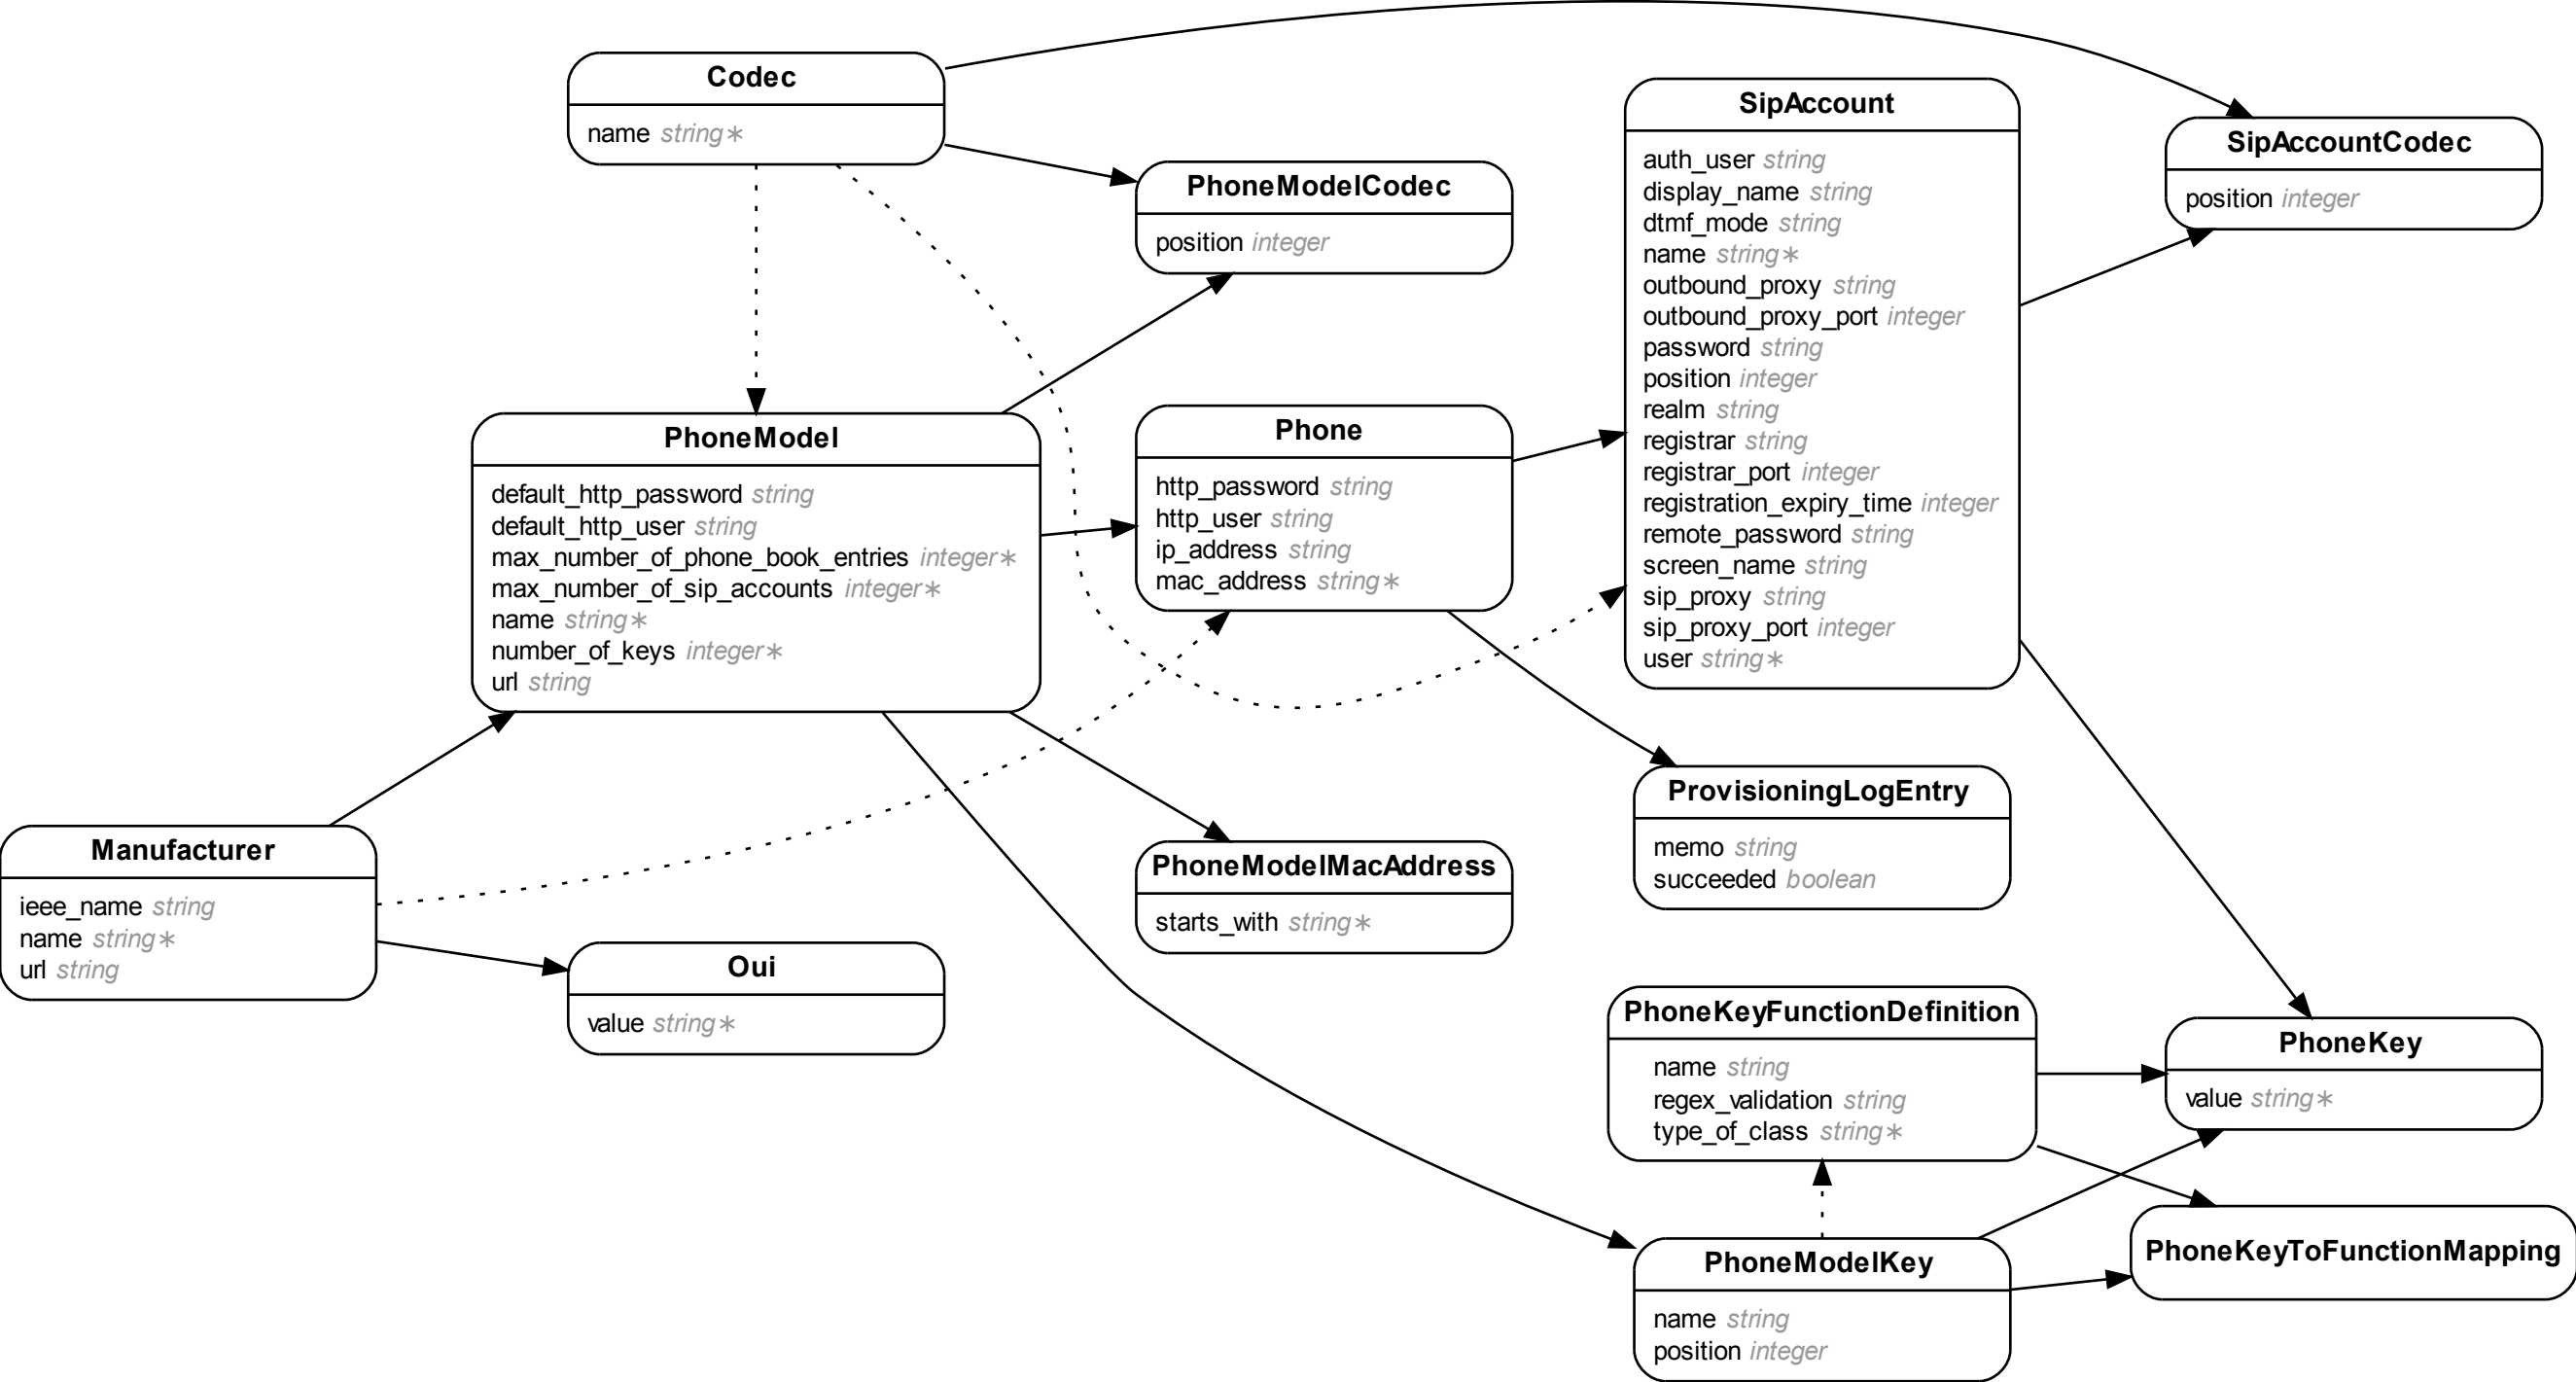 Codec
name string∗
SipAccount
auth_user string
display_name string
dtmf_mode string
name string∗
outbound_proxy string
outbound_proxy_port integer
password string
position integer
realm string
registrar string
registrar_port integer
registration_expiry_time integer
remote_password string
screen_name string
sip_proxy string
sip_proxy_port integer
user string∗
SipAccountCodec
position integer
PhoneModelCodec
position integer
PhoneModel
default_http_password string
default_http_user string
max_number_of_phone_book_entries integer∗
max_number_of_sip_accounts integer∗
name string∗
number_of_keys integer∗
url string
Phone
http_password string
http_user string
ip_address string
mac_address string∗
ProvisioningLogEntry
memo string
succeeded boolean
Manufacturer
ieee_name string
name string∗
url string
PhoneModelMacAddress
starts_with string∗
Oui
value string∗
PhoneKeyFunctionDefinition
name string
regex_validation string
type_of_class string∗
PhoneKey
value string∗
PhoneKeyToFunctionMapping
PhoneModelKey
name string
position integer